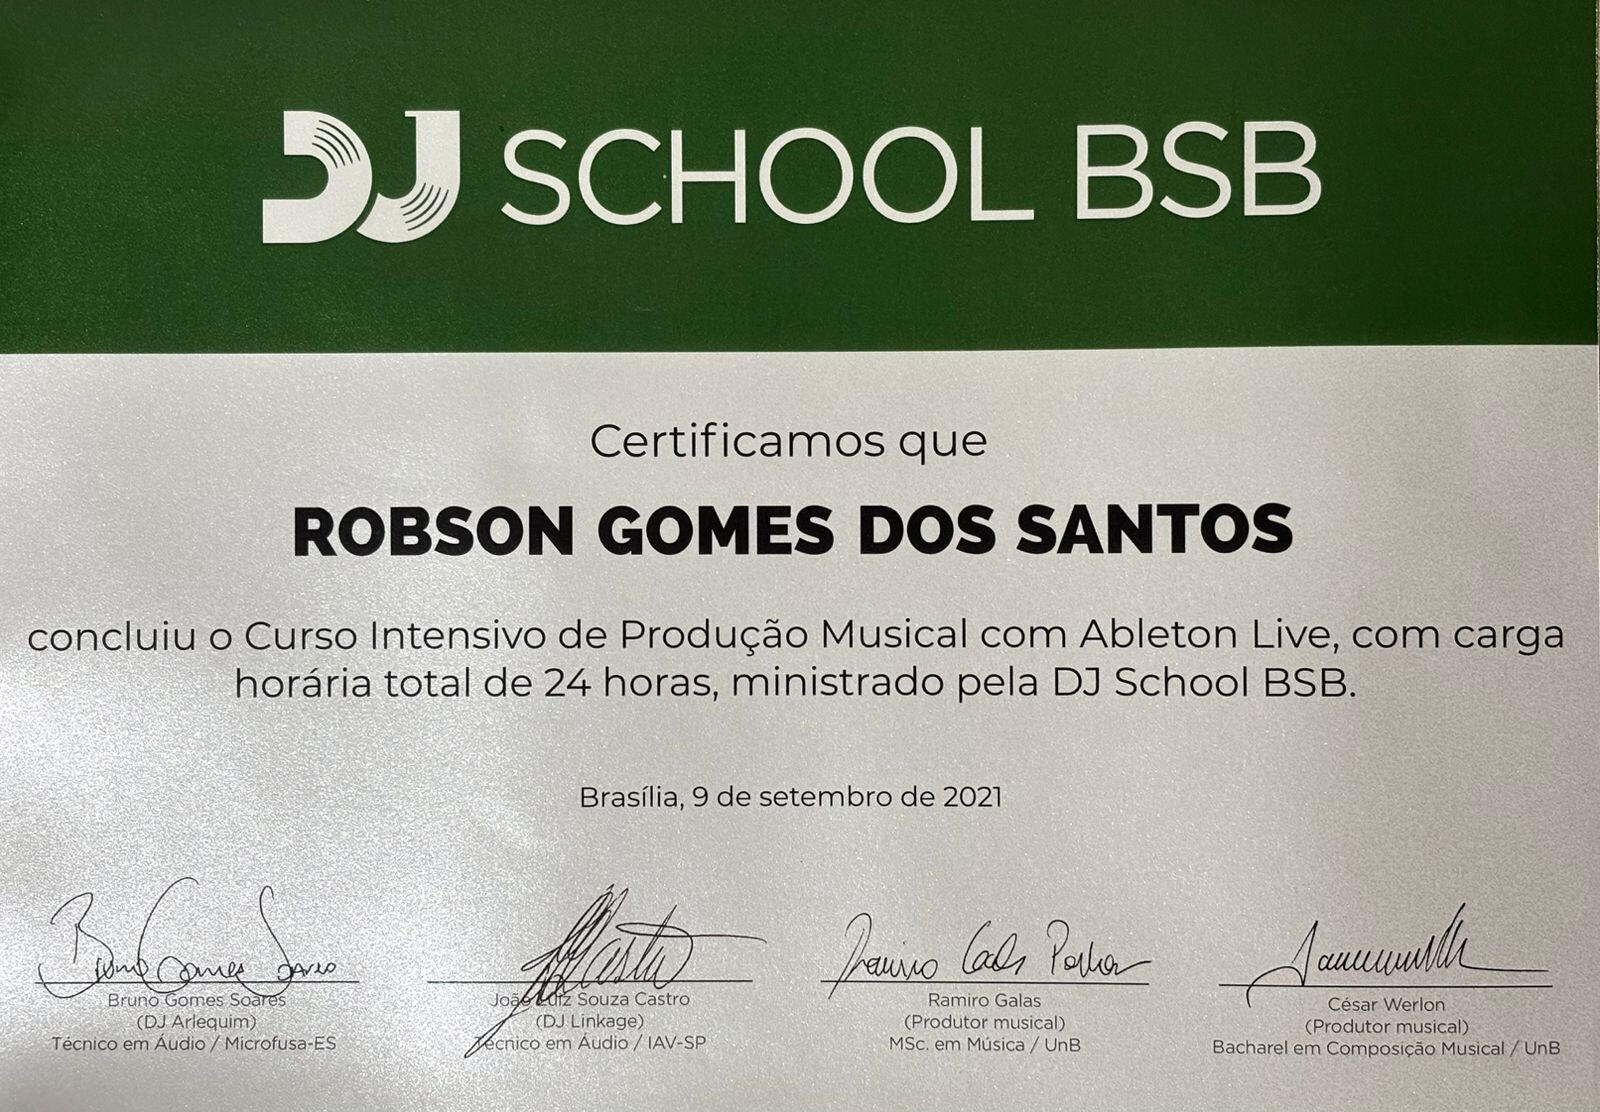 DJ SCHOOL BSB
Certificamos que
ROBSON GOMES DOS SANTOS
concluiu o Curso Intensivo de Produção Musical com Ableton Live, com carga
horária total de 24 horas, ministrado pela DJ School BSB.
Brasília, 9 de setembro de 2021
Bruno Gomes Soares
Bruno Gomes Soares
(DJ Arlequim)
Técnico em Áudio / Microfusa-ES
João Luiz Souza Castro
(DJ Linkage)
Técnico em Áudio / IAV-SP
Ramiro Galas
(Produtor musical)
MSc. em Música / UnB
César Werlon
(Produtor musical)
Bacharel em Composição Musical / UnB